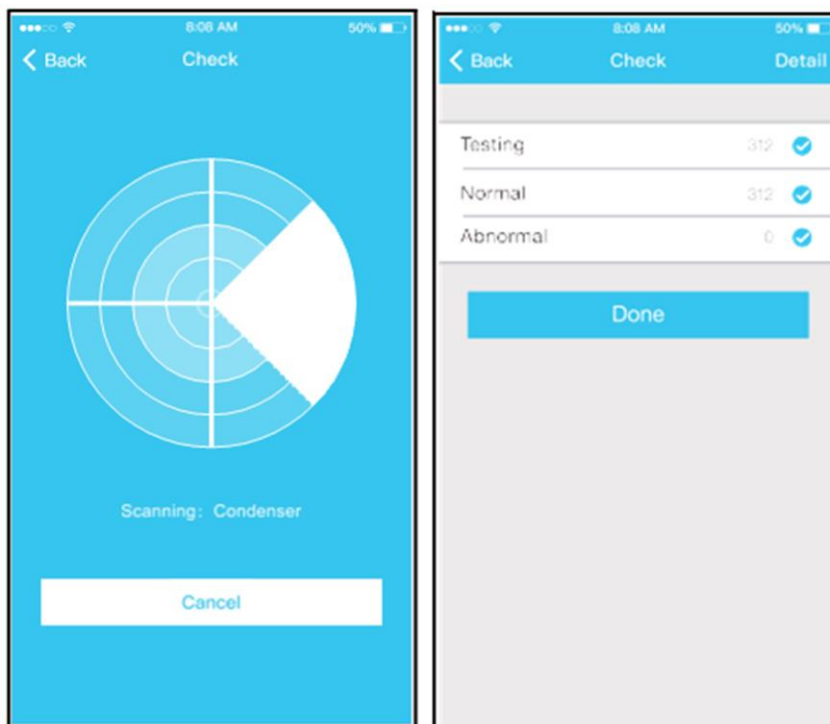 8:08 AM 50%
Back Check
Scanning: Condenser
Cancel
8:08 AM 50%
Back Check Detail
Testing 312
Normal 312
Abnormal 0
Done